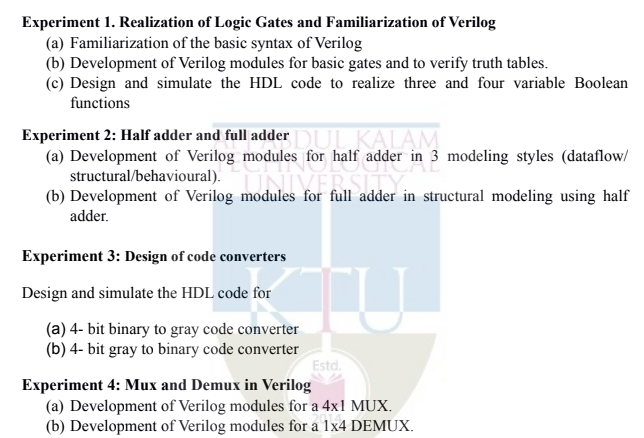 Experiment 1. Realization of Logic Gates and Familiarization of Verilog
(a) Familiarization of the basic syntax of Verilog
(b) Development of Verilog modules for basic gates and to verify truth tables.
(c) Design and simulate the HDL code to realize three and four variable Boolean
functions
Experiment 2: Half adder and full adder
API ABDUL KALAM
(a) Development of Verilog modules for half adder in 3 modeling styles (dataflow/
TECHNOLOGICAL
structural/behavioural).
UNIVERSITY
(b) Development of Verilog modules for full adder in structural modeling using half
adder.
Experiment 3: Design of code converters
KTU
Design and simulate the HDL code for
(a) 4- bit binary to gray code converter
(b) 4- bit gray to binary code converter
Estd.
Experiment 4: Mux and Demux in Verilog
(a) Development of Verilog modules for a 4x1 MUX.
2014
(b) Development of Verilog modules for a 1x4 DEMUX.